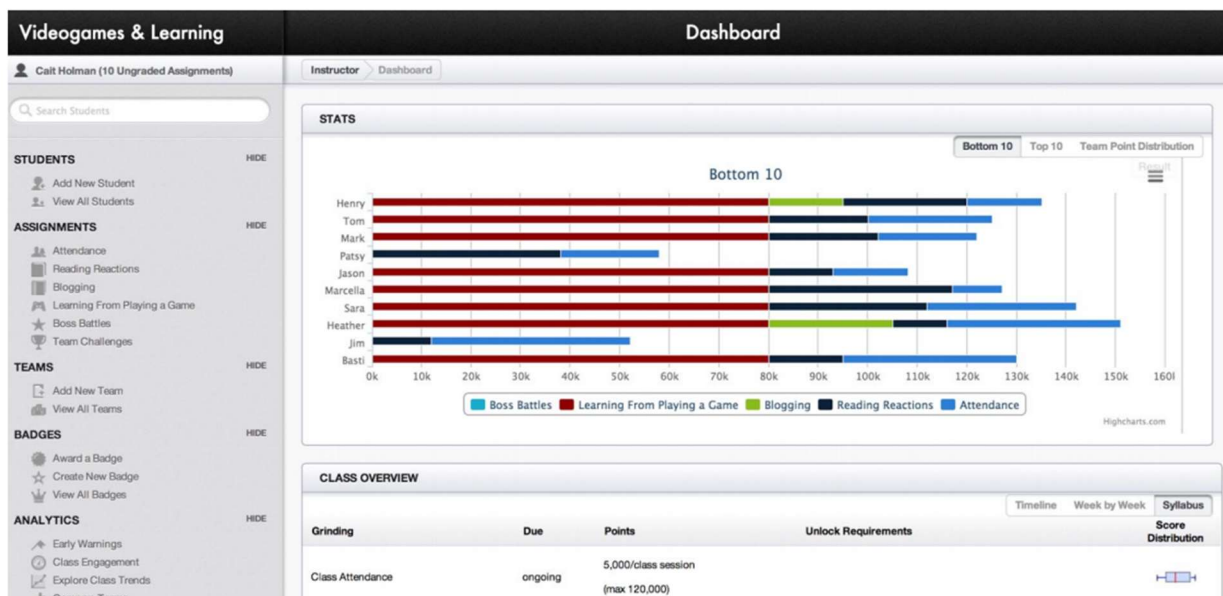 Videogames & Learning
Dashboard
Cait Holman (10 Ungraded Assignments)
Instructor
Dashboard
Search Students
STUDENTS HIDE
Add New Student
View All Students
ASSIGNMENTS HIDE
Attendance
Reading Reactions
Blogging
Learning From Playing a Game
Boss Battles
Team Challenges
TEAMS HIDE
Add New Team
View All Teams
BADGES HIDE
Award a Badge
Create New Badge
View All Badges
ANALYTICS HIDE
Early Warnings
Class Engagement
Explore Class Trends
STATS
Bottom 10 Top 10 Team Point Distribution
Result
Bottom 10
Henry
Tom
Mark
Patsy
Jason
Marcella
Sara
Heather
Jim
Basti
0k 10k 20k 30k 40k 50k 60k 70k 80k 90k 100k 110k 120k 130k 140k 150k
Boss Battles Learning From Playing a Game Blogging Reading Reactions Attendance
Highcharts.com
CLASS OVERVIEW
Timeline Week by Week Syllabus
Grinding Due Points Unlock Requirements Score Distribution
Class Attendance ongoing 5,000/class session
(max 120,000)